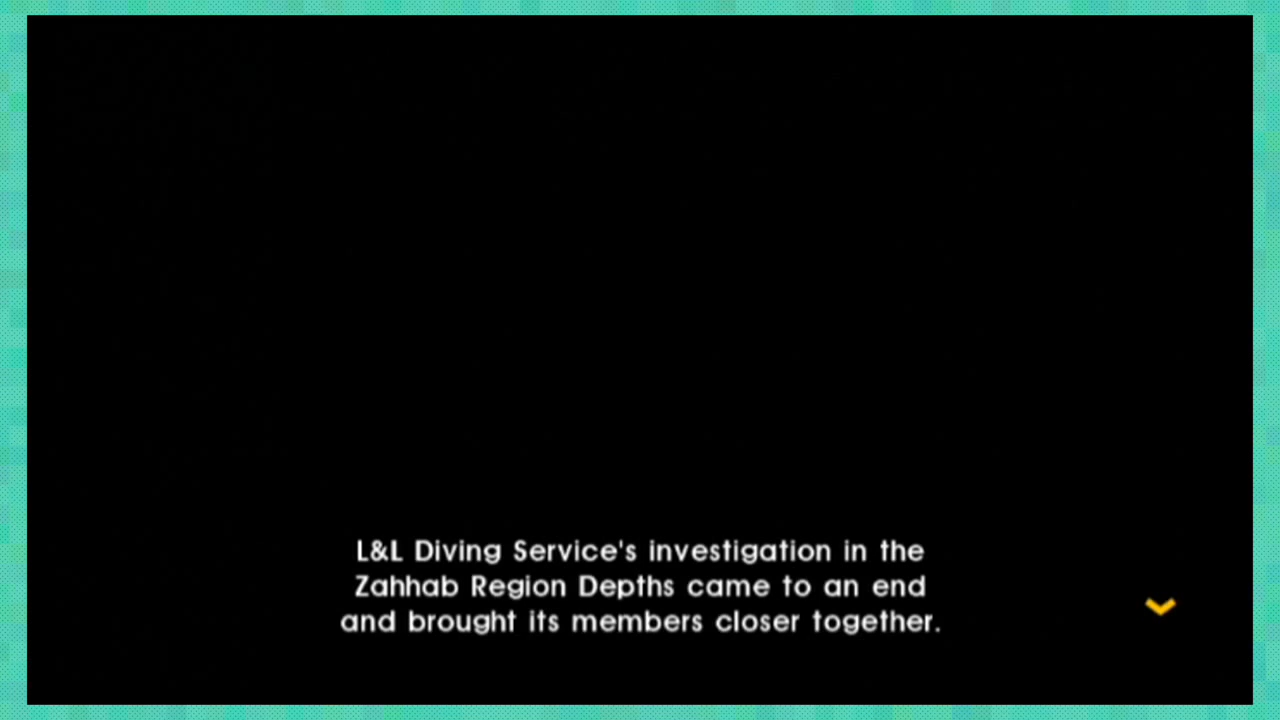 L&L Diving Service's investigation in the
Zahhab Region Depths came to an end
and brought its members closer together.